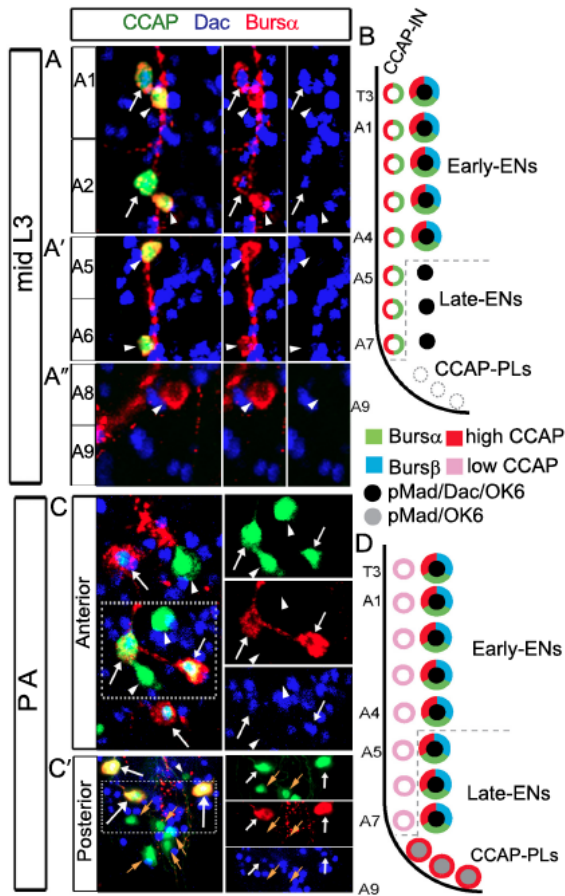 CCAP Dac Bursα
mid L3
A
A1
A2
A'
A5
A6
A''
A8
A9
B
CCAP-IN
T3
A1
Early-ENs
A4
A5
Late-ENs
A7
CCAP-PLs
A9
Bursα high CCAP
Bursβ low CCAP
pMad/Dac/OK6
pMad/OK6
P A
C
Anterior
C'
Posterior
D
T3
A1
Early-ENs
A4
A5
Late-ENs
A7
CCAP-PLs
A9